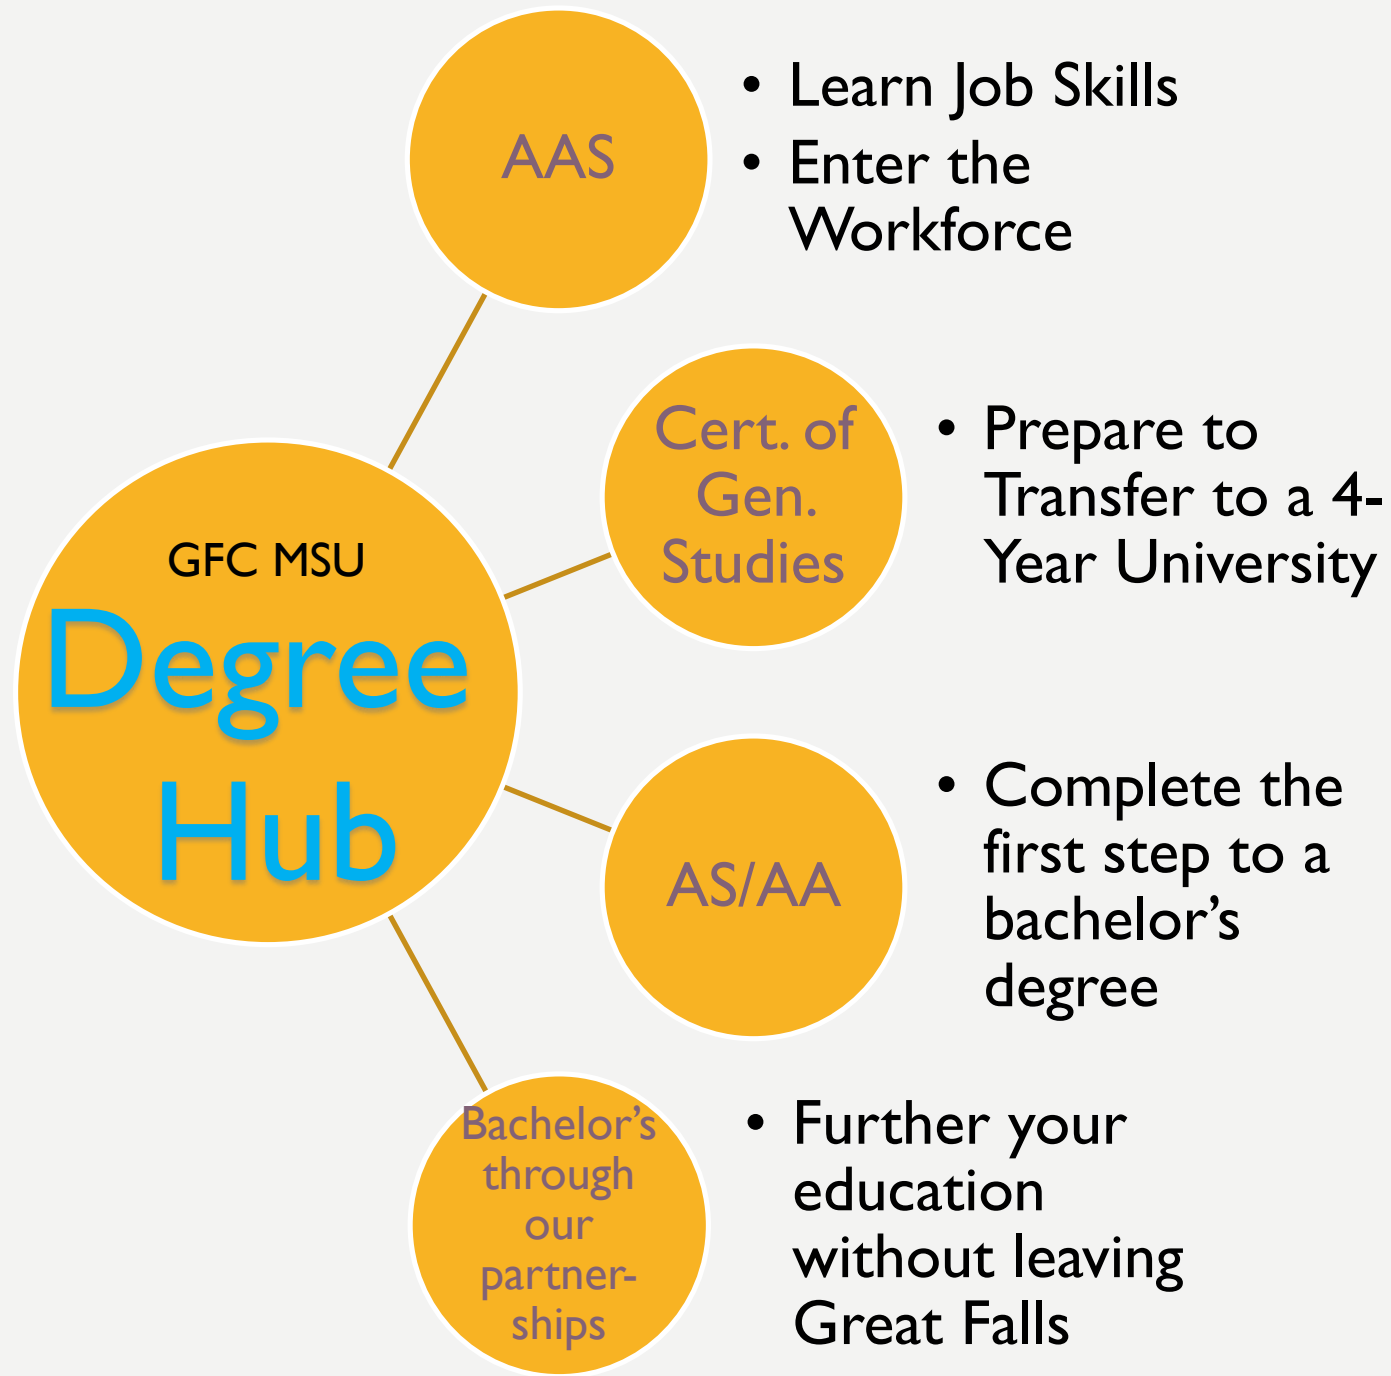 GFC MSU
Degree
Hub
AAS
• Learn Job Skills
• Enter the
Workforce
Cert. of
Gen.
Studies
• Prepare to
Transfer to a 4-
Year University
AS/AA
• Complete the
first step to a
bachelor’s
degree
Bachelor’s
through
our
partner-
ships
• Further your
education
without leaving
Great Falls